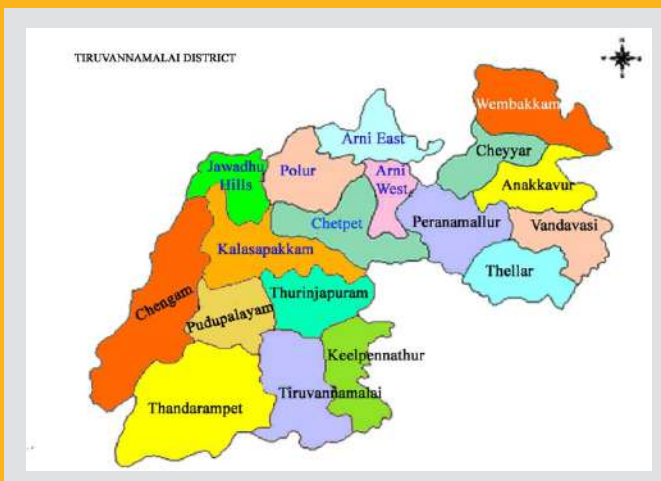 TIRUVANNAMALAI DISTRICT
Wembakkam
Arni East
Cheyyar
Jawadhu
Hills
Polur
Arni
West
Anakkavur
Chetpet
Peranamallur
Vandavasi
Kalasapakkam
Thellar
Chengam
Thurinjapuram
Pudupalayam
Keelpennathur
Tiruvannamalai
Thandarampet